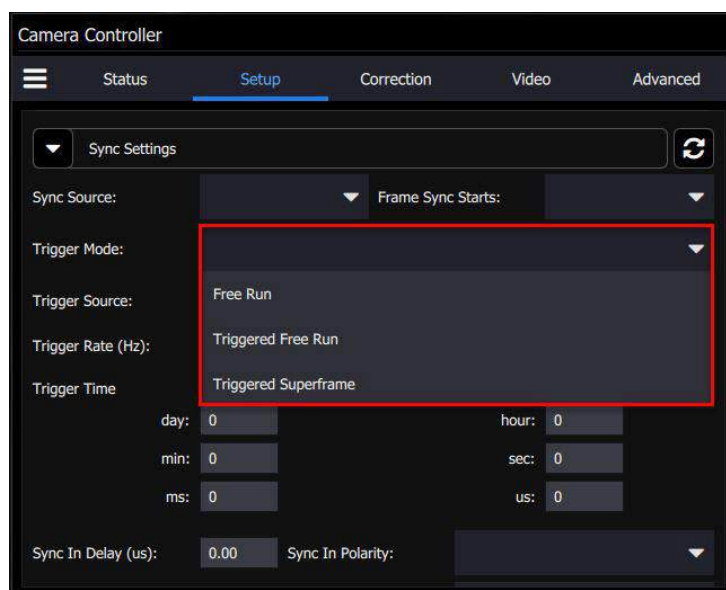 Camera Controller
Status Setup Correction Video Advanced
Sync Settings
Sync Source: Frame Sync Starts:
Trigger Mode:
Trigger Source: Free Run
Trigger Rate (Hz): Triggered Free Run
Trigger Time Triggered Superframe
day: 0 hour: 0
min: 0 sec: 0
ms: 0 us: 0
Sync In Delay (us): 0.00 Sync In Polarity: